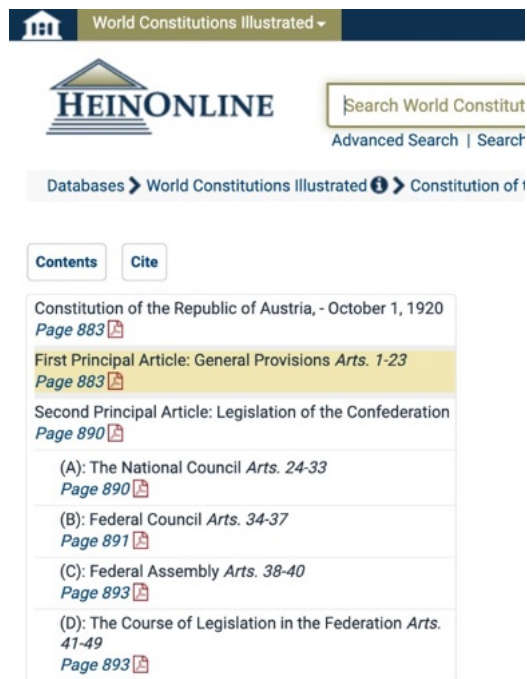 World Constitutions Illustrated
HEINONLINE
Search World Constitut
Advanced Search | Search
Databases World Constitutions Illustrated Constitution of t
Contents Cite
Constitution of the Republic of Austria, - October 1, 1920
Page 883
First Principal Article: General Provisions Arts. 1-23
Page 883
Second Principal Article: Legislation of the Confederation
Page 890
(A): The National Council Arts. 24-33
Page 890
(B): Federal Council Arts. 34-37
Page 891
(C): Federal Assembly Arts. 38-40
Page 893
(D): The Course of Legislation in the Federation Arts.
41-49
Page 893